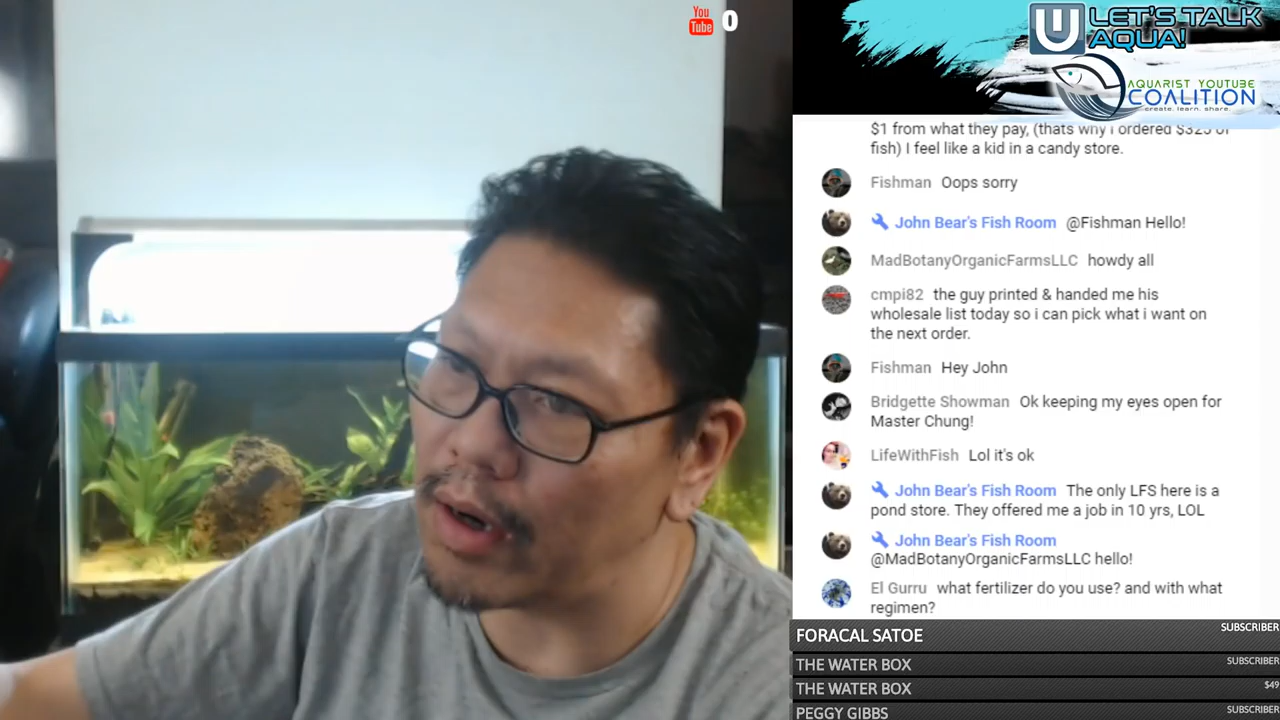 You
Tube
0
U LET'S TALK
AQUA!
AQUARIST YOUTUBE
COALITION
create. learn. share.
$1 from what they pay, (thats why i ordered $325 of
fish) I feel like a kid in a candy store.
Fishman Oops sorry
John Bear's Fish Room @Fishman Hello!
MadBotanyOrganicFarmsLLC howdy all
cmpi82 the guy printed & handed me his
wholesale list today so i can pick what i want on
the next order.
Fishman Hey John
Bridgette Showman Ok keeping my eyes open for
Master Chung!
LifeWithFish Lol it's ok
John Bear's Fish Room The only LFS here is a
pond store. They offered me a job in 10 yrs, LOL
John Bear's Fish Room
@MadBotanyOrganicFarmsLLC hello!
El Gurru what fertilizer do you use? and with what
regimen?
FORACAL SATOE SUBSCRIBER
THE WATER BOX SUBSCRIBER
THE WATER BOX $49
PEGGY GIBBS SUBSCRIBER